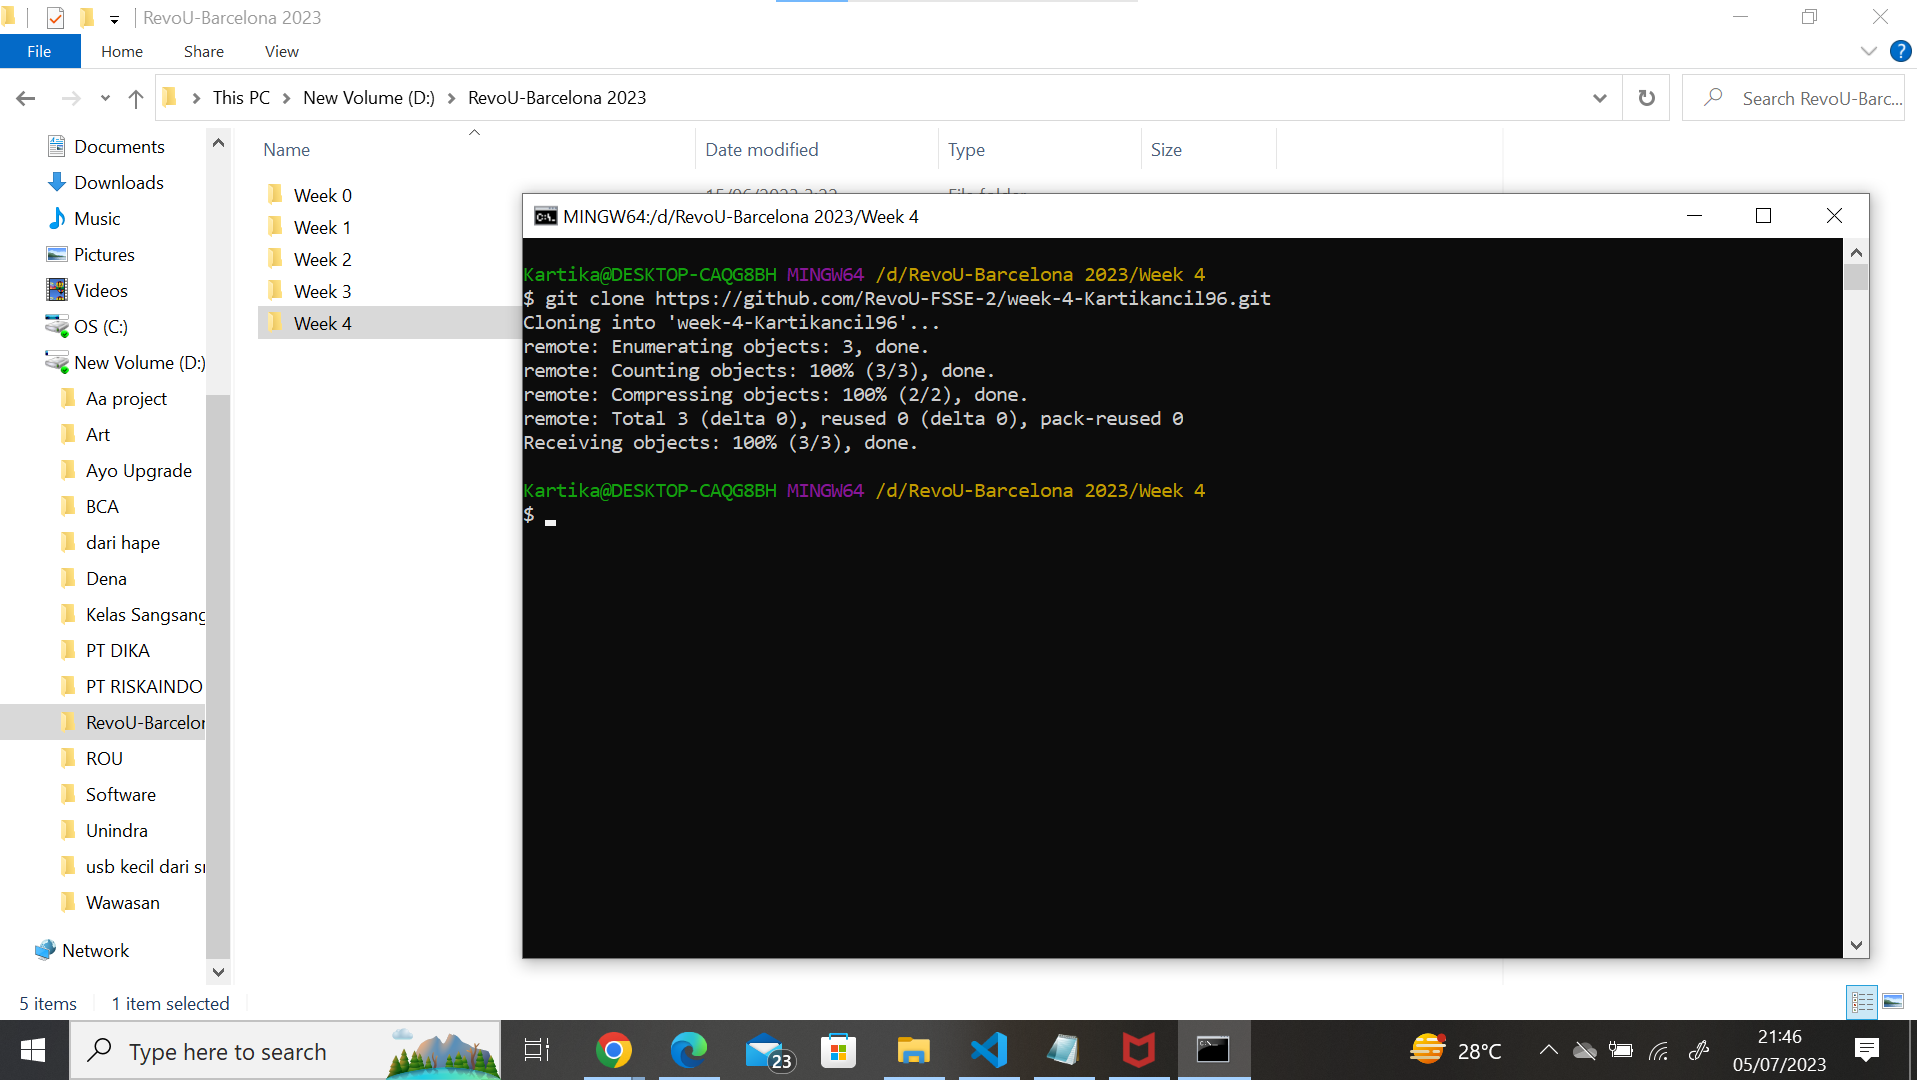 RevoU-Barcelona 2023
File
Home
Share
View
This PC
New Volume (D:)
RevoU-Barcelona 2023
Search RevoU-Barc...
Documents
Downloads
Music
Pictures
Videos
OS (C:)
New Volume (D:)
Aa project
Art
Ayo Upgrade
BCA
dari hape
Dena
Kelas Sangsang
PT DIKA
PT RISKAINDO
RevoU-Barcelor
ROU
Software
Unindra
usb kecil dari
Wawasan
Network
Name
Date modified
Type
Size
Week 0
Week 1
Week 2
Week 3
Week 4
MINGW64:/d/RevoU-Barcelona 2023/Week 4
Kartika@DESKTOP-CAQG8BH MINGW64 /d/RevoU-Barcelona 2023/Week 4
$ git clone https://github.com/RevoU-FSSE-2/week-4-Kartikancil96.git
Cloning into 'week-4-Kartikancil96'...
remote: Enumerating objects: 3, done.
remote: Counting objects: 100% (3/3), done.
remote: Compressing objects: 100% (2/2), done.
remote: Total 3 (delta 0), reused 0 (delta 0), pack-reused 0
Receiving objects: 100% (3/3), done.
Kartika@DESKTOP-CAQG8BH MINGW64 /d/RevoU-Barcelona 2023/Week 4
$
5 items
1 item selected
Type here to search
23
28°C
21:46
05/07/2023